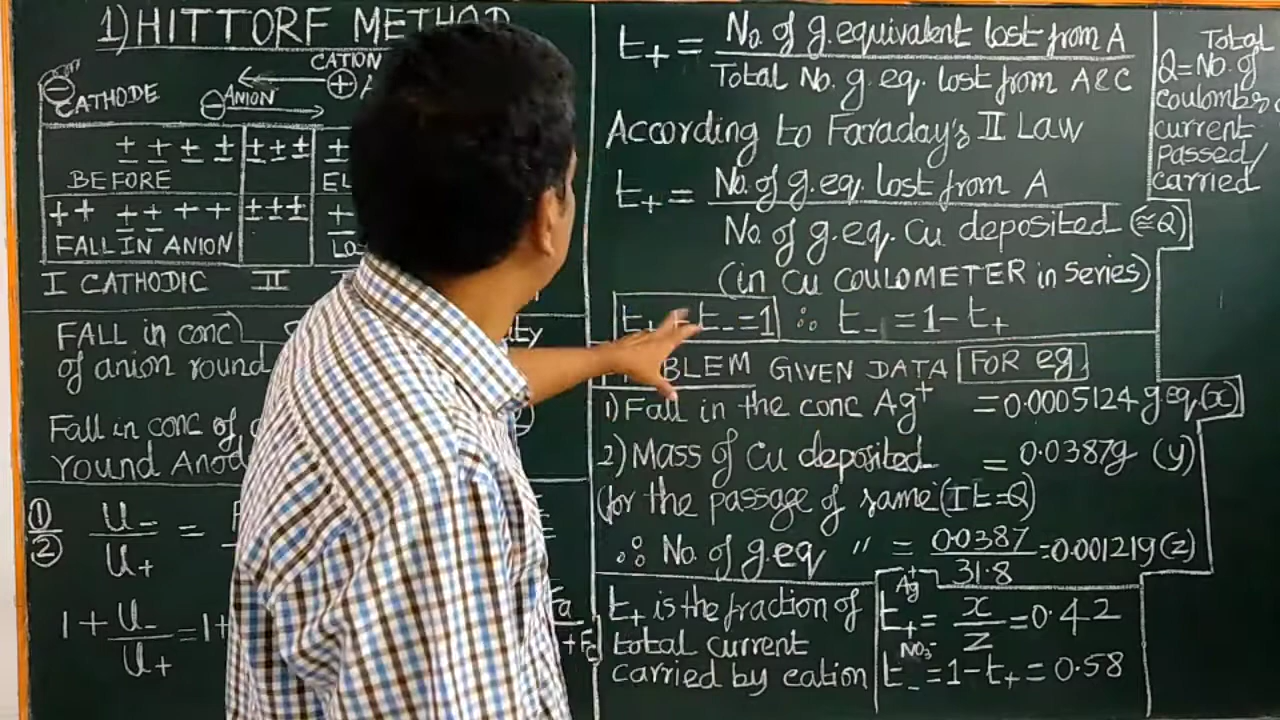 1) HITTORF METHOD
CATION
⊖
CATHODE
⊖ ANION
⊕ A
± ± ± ± ± ± ± ±
BEFORE
EL
+ + ± ± + + ± ± ± ±
FALL IN ANION
LO
I CATHODIC II
FALL in conc
of anion round
Fall in conc of
round Anod
①/② U₋/U₊ =
1 + U₋/U₊ = 1+
t₊ = No. of g. equivalent lost from A / Total No. g. eq. lost from A & C
According to Faraday's II Law
t₊ = No. of g. eq. lost from A / No. of g. eq. Cu deposited (≅Q)
(in Cu COULOMETER in series)
t₊ + t₋ = 1 ∴ t₋ = 1 - t₊
BLEM GIVEN DATA FOR eg
1) Fall in the conc Ag⁺ = 0.0005124 g eq (x)
2) Mass of Cu deposited = 0.0387g (y)
(for the passage of same (It=Q)
∴ No. of g. eq " = 0.0387/31.8 = 0.001219 (z)
t₊ is the fraction of
total current
carried by cation
Ag⁺ t₊ = x/z = 0.42
NO₃⁻ t₋ = 1 - t₊ = 0.58
Total
Q = No. of
coulombs
current
passed/
carried